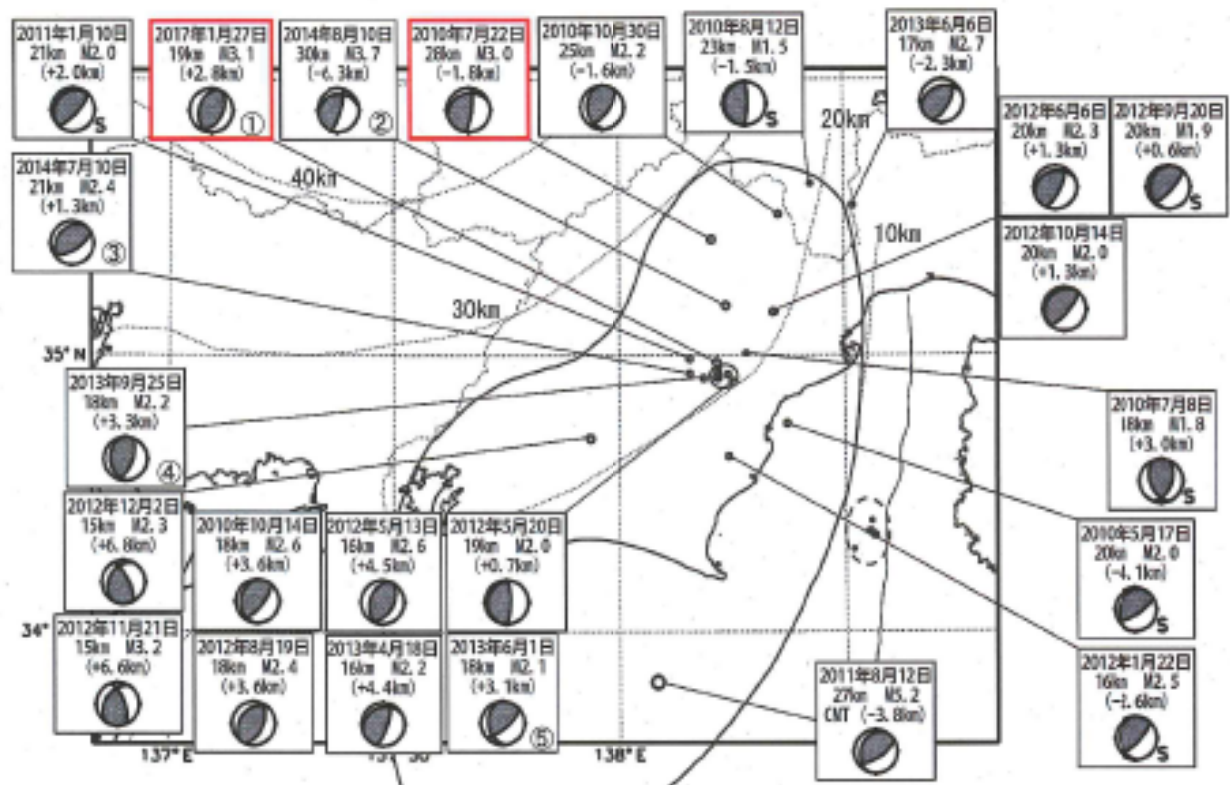 2011年1月10日
21km M2.0
(+2.0km)
S
2017年1月27日
19km M3.1
(+2.8km)
①
2014年8月10日
30km M3.7
(-6.3km)
②
2010年7月22日
28km M3.0
(-1.8km)
2010年10月30日
25km M2.2
(-1.6km)
2010年8月12日
23km M1.5
(-1.5km)
S
2013年6月6日
17km M2.7
(-2.3km)
2012年6月6日
20km M2.3
(+1.3km)
2012年9月20日
20km M1.9
(+0.6km)
S
2014年7月10日
21km M2.4
(+1.3km)
③
40km
20km
10km
30km
2012年10月14日
20km M2.0
(+1.3km)
35°N
2013年9月25日
18km M2.2
(+3.3km)
④
2010年7月8日
18km M1.8
(+3.0km)
S
2012年12月2日
15km M2.3
(+6.8km)
2010年10月14日
18km M2.6
(+3.6km)
2012年5月13日
16km M2.6
(+4.5km)
2012年5月20日
19km M2.0
(+0.7km)
2010年5月17日
20km M2.0
(-4.1km)
S
34°
2012年11月21日
15km M3.2
(+6.6km)
2012年8月19日
18km M2.4
(+3.6km)
2013年4月18日
16km M2.2
(+4.4km)
2013年6月1日
18km M2.1
(+3.1km)
⑤
2011年8月12日
27km M5.2
CNT (-3.8km)
2012年1月22日
16km M2.5
S
137°E
138°E